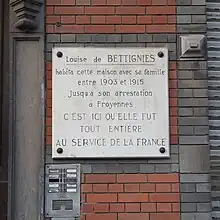 Louise de BETTIGNIES
habita cette maison avec sa famille
entre 1903 et 1915
jusqu'à son arrestation
à Froyennes
C'EST ICI QU'ELLE FUT
TOUT ENTIÈRE
AU SERVICE DE LA FRANCE